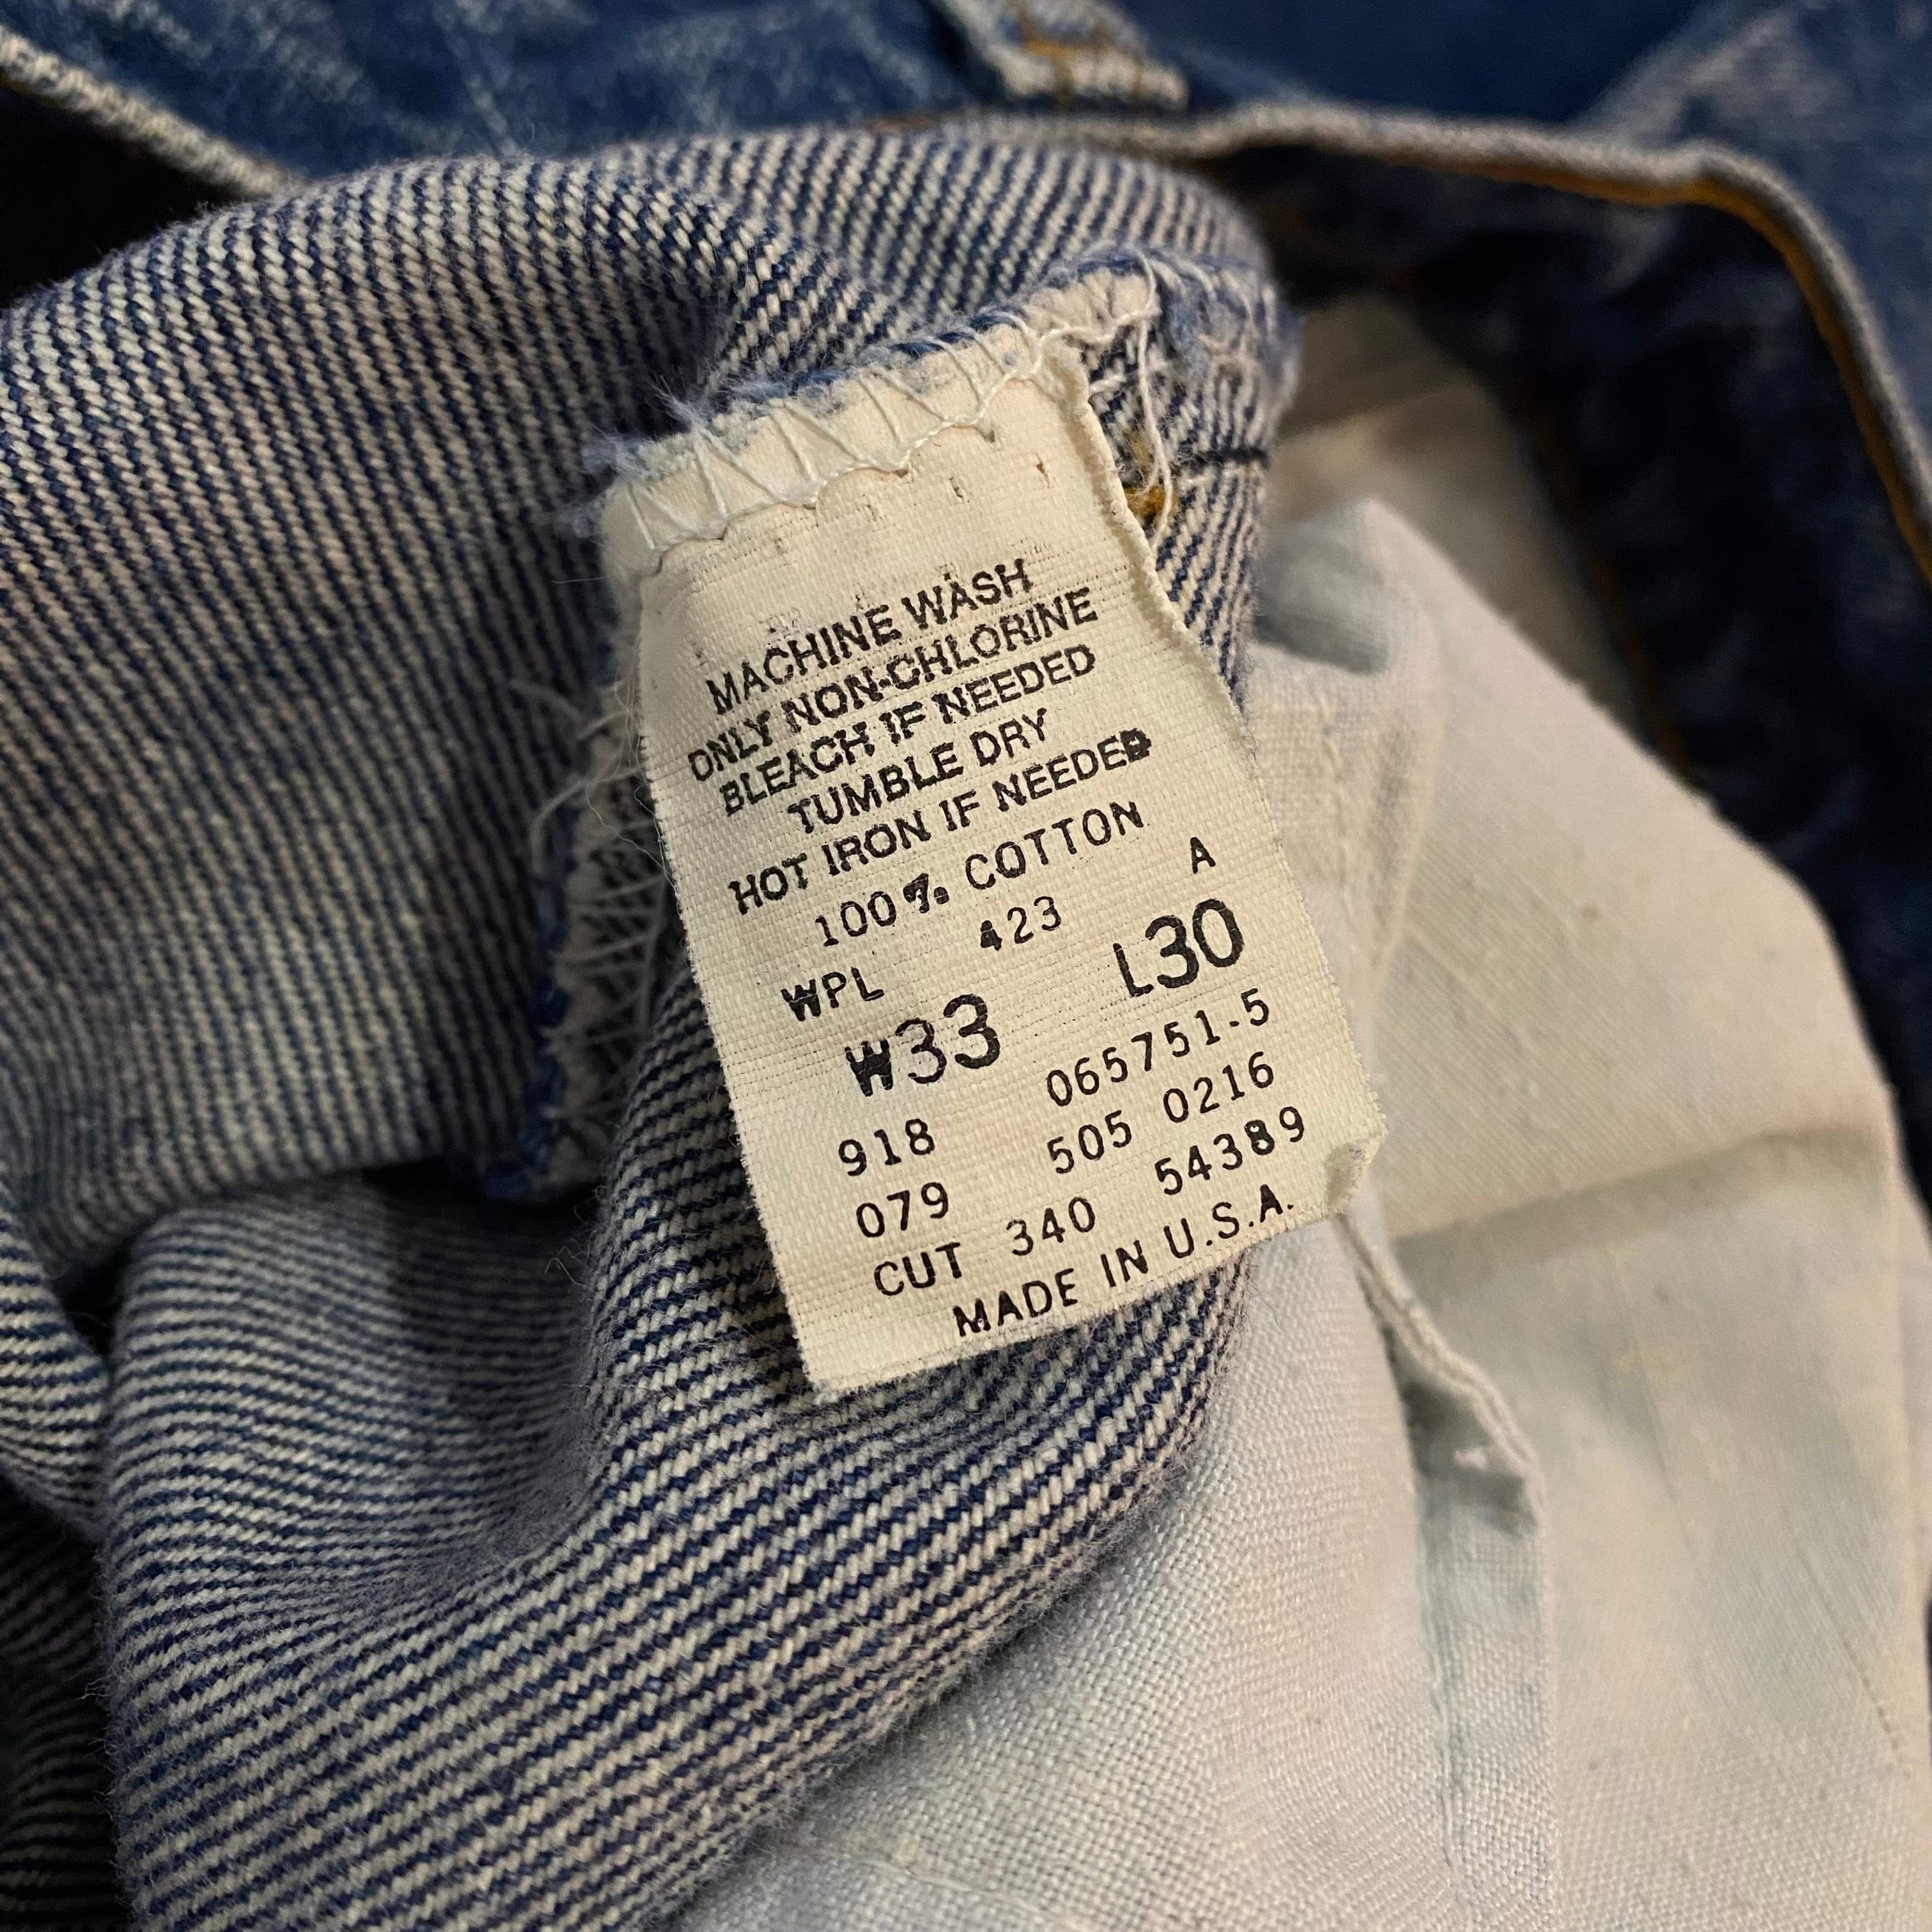 MACHINE WASH
ONLY NON-CHLORINE
BLEACH IF NEEDED
TUMBLE DRY
HOT IRON IF NEEDED
100% COTTON
WPL 423 A
W33 L30
918 065751-5
079 505 0216
CUT 340 54389
MADE IN U.S.A.